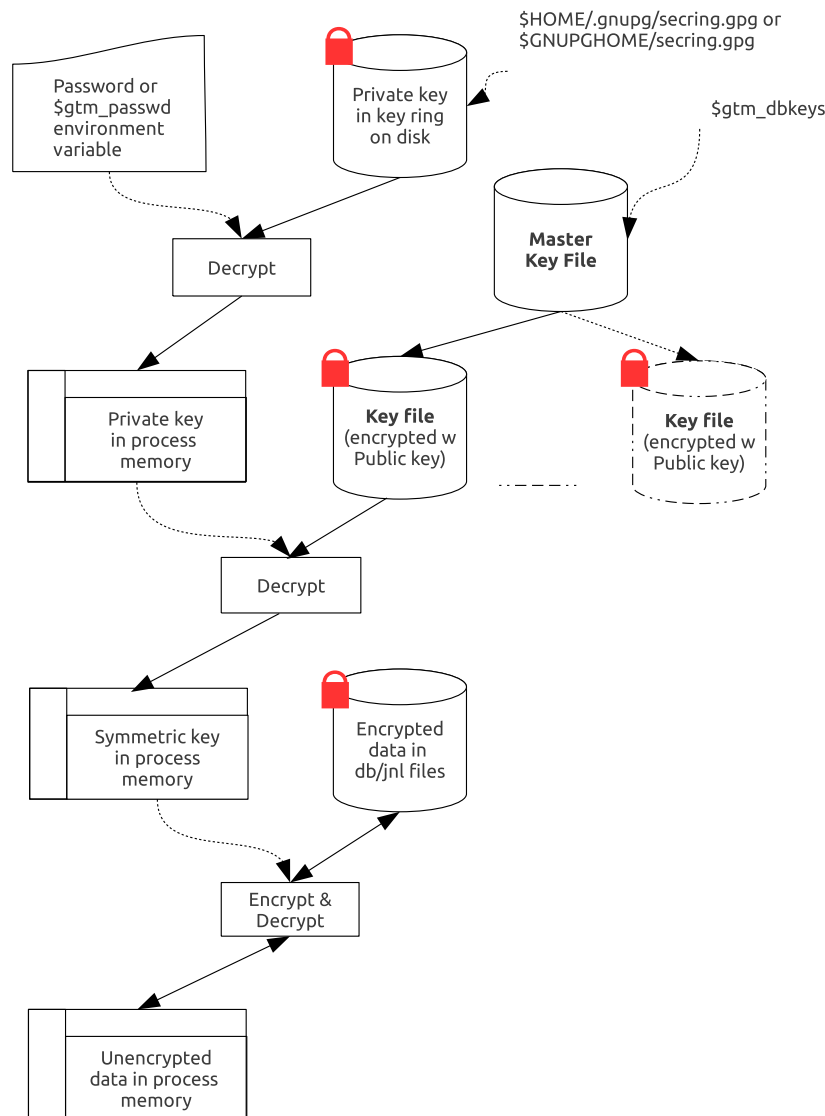 $HOME/.gnupg/secring.gpg or
$GNUPGHOME/secring.gpg
Password or
$gtm_passwd
environment
variable
Private key
in key ring
on disk
$gtm_dbkeys
Master
Key File
Decrypt
Private key
in process
memory
Key file
(encrypted w
Public key)
Key file
(encrypted w
Public key)
Decrypt
Symmetric key
in process
memory
Encrypted
data in
db/jnl files
Encrypt &
Decrypt
Unencrypted
data in process
memory